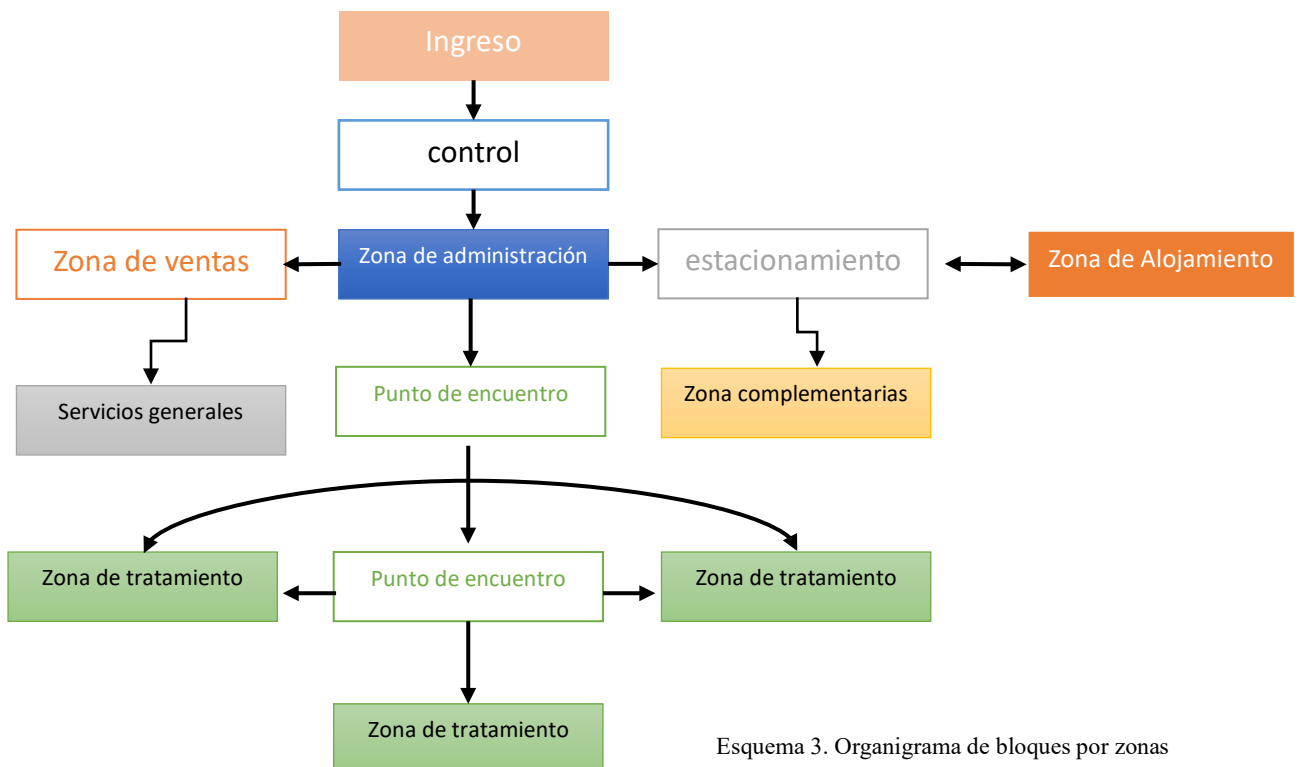 Ingreso
control
Zona de ventas
Zona de administración
estacionamiento
Zona de Alojamiento
Servicios generales
Punto de encuentro
Zona complementarias
Zona de tratamiento
Punto de encuentro
Zona de tratamiento
Zona de tratamiento
Esquema 3. Organigrama de bloques por zonas